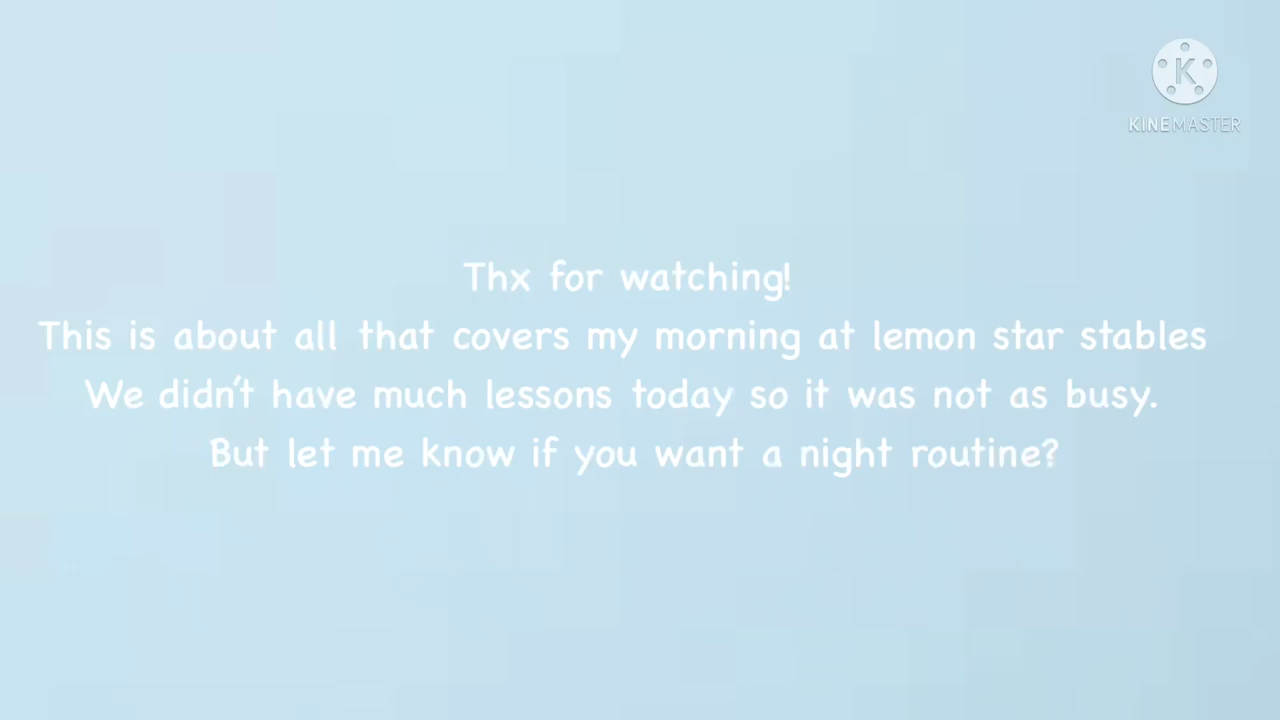 K
KINEMASTER
Thx for watching!
This is about all that covers my morning at lemon star stables
We didn't have much lessons today so it was not as busy.
But let me know if you want a night routine?